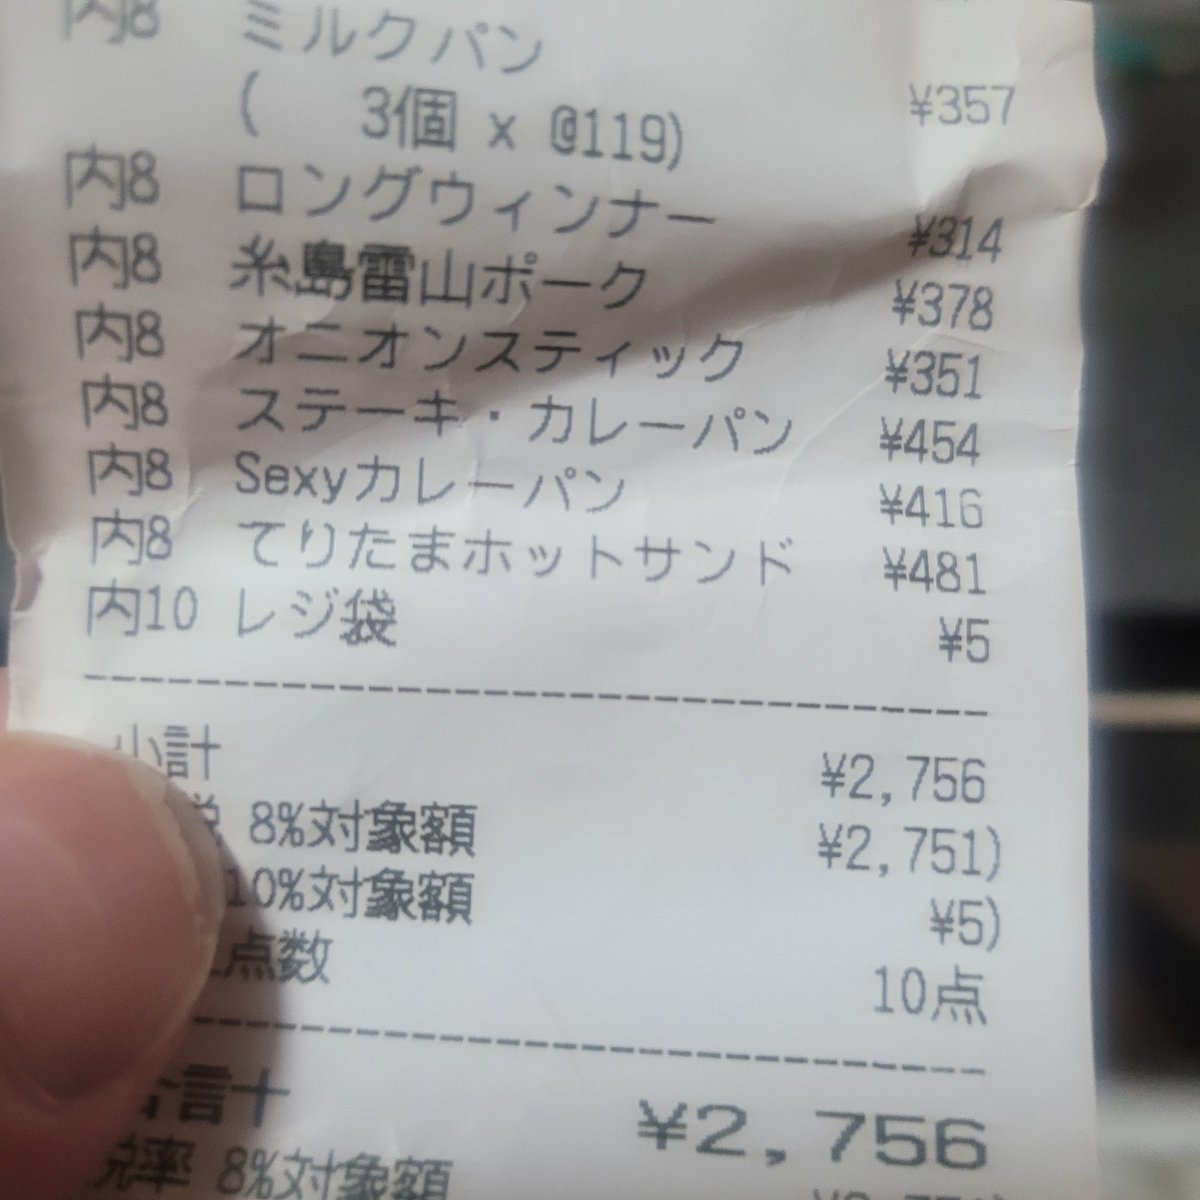 内8 ミルクパン
( 3個 x @119) ¥357
内8 ロングウィンナー ¥314
内8 糸島雷山ポーク ¥378
内8 オニオンスティック ¥351
内8 ステーキ・カレーパン ¥454
内8 Sexyカレーパン ¥416
内8 てりたまホットサンド ¥481
内10 レジ袋 ¥5
小計 ¥2,756
税 8%対象額 ¥2,751)
10%対象額 ¥5)
点数 10点
合計 ¥2,756
税率 8%対象額